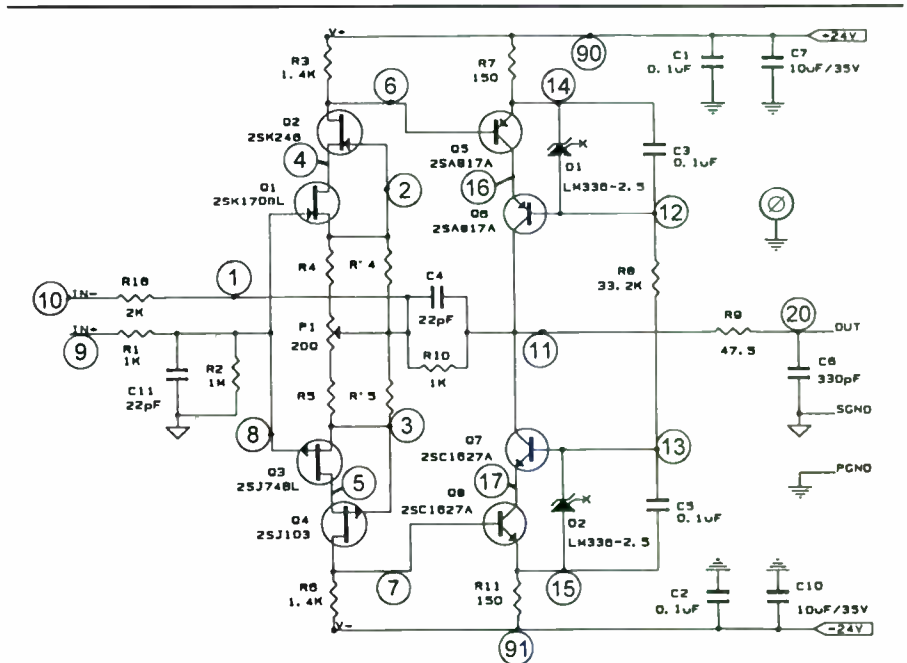 V+
90
+24V
R3
1.4K
R7
150
C1
0.1uF
C7
10uF/35V
6
14
Q2
2SK246
Q5
2SA817A
D1
LM336-2.5
C3
0.1uF
4
2
16
Q1
2SK170BL
Q6
2SA817A
12
R4
R'4
C4
22pF
R8
33.2K
1
10
IN-
R16
2K
P1
200
11
R9
47.5
20
OUT
9
IN+
R1
1K
R10
1K
C11
22pF
R2
1M
C6
330pF
R5
R'5
SGND
8
3
Q7
2SC1627A
13
Q3
2SJ74BL
5
17
PGND
Q4
2SJ103
Q8
2SC1627A
D2
LM336-2.5
C5
0.1uF
7
15
R6
1.4K
R11
150
C2
0.1uF
C10
10uF/35V
V-
91
-24V